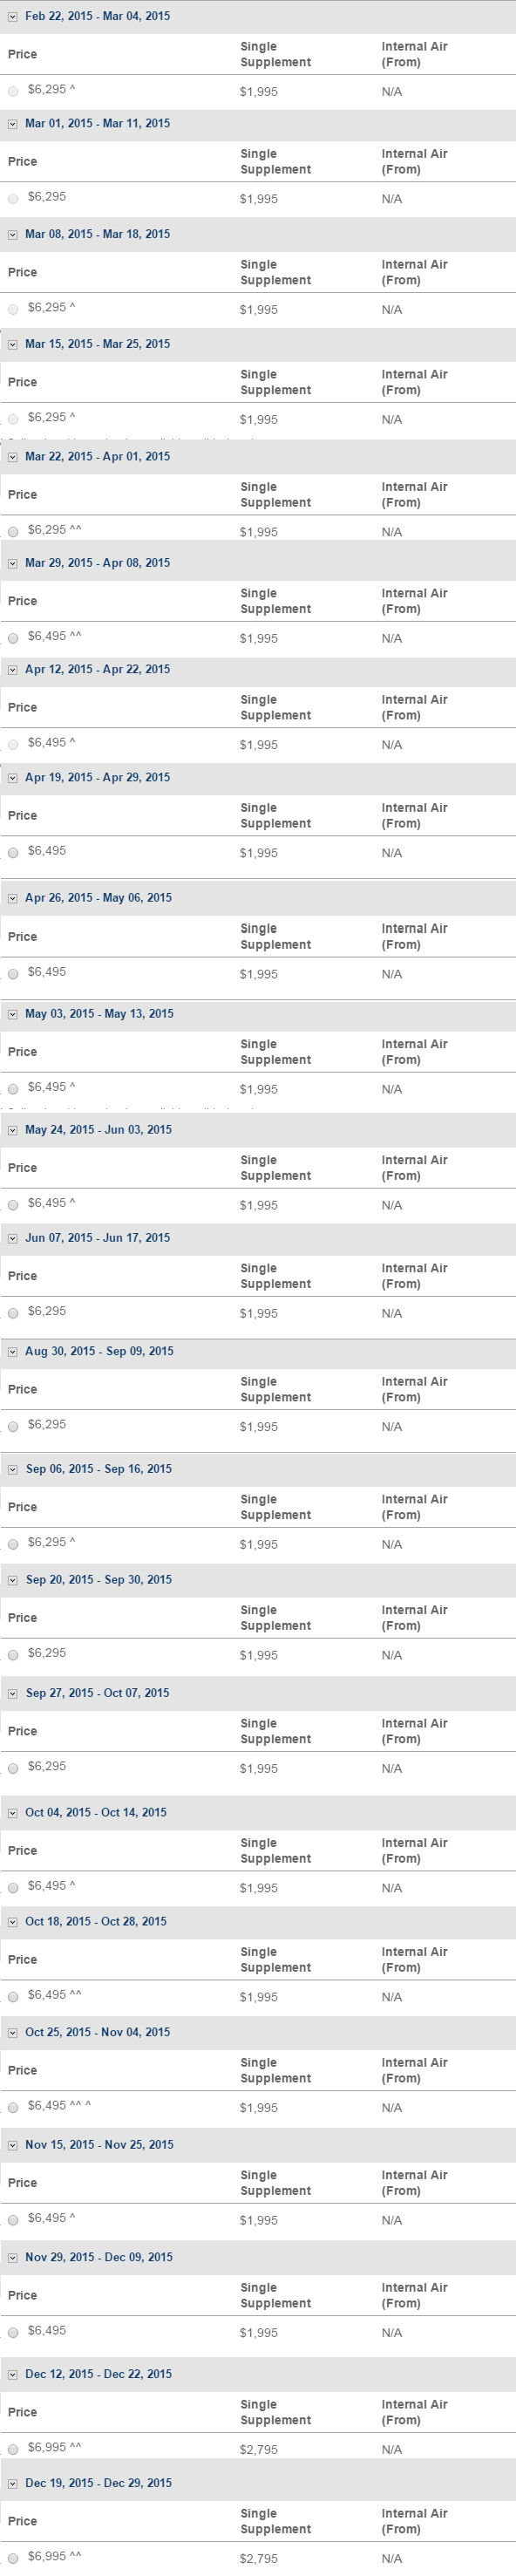 Feb 22, 2015 - Mar 04, 2015
Price Single Supplement Internal Air (From)
$6,295 ^ $1,995 N/A
Mar 01, 2015 - Mar 11, 2015
Price Single Supplement Internal Air (From)
$6,295 $1,995 N/A
Mar 08, 2015 - Mar 18, 2015
Price Single Supplement Internal Air (From)
$6,295 ^ $1,995 N/A
Mar 15, 2015 - Mar 25, 2015
Price Single Supplement Internal Air (From)
$6,295 ^ $1,995 N/A
Mar 22, 2015 - Apr 01, 2015
Price Single Supplement Internal Air (From)
$6,295 ^^ $1,995 N/A
Mar 29, 2015 - Apr 08, 2015
Price Single Supplement Internal Air (From)
$6,495 ^^ $1,995 N/A
Apr 12, 2015 - Apr 22, 2015
Price Single Supplement Internal Air (From)
$6,495 ^ $1,995 N/A
Apr 19, 2015 - Apr 29, 2015
Price Single Supplement Internal Air (From)
$6,495 $1,995 N/A
Apr 26, 2015 - May 06, 2015
Price Single Supplement Internal Air (From)
$6,495 $1,995 N/A
May 03, 2015 - May 13, 2015
Price Single Supplement Internal Air (From)
$6,495 ^ $1,995 N/A
May 24, 2015 - Jun 03, 2015
Price Single Supplement Internal Air (From)
$6,495 ^ $1,995 N/A
Jun 07, 2015 - Jun 17, 2015
Price Single Supplement Internal Air (From)
$6,295 $1,995 N/A
Aug 30, 2015 - Sep 09, 2015
Price Single Supplement Internal Air (From)
$6,295 $1,995 N/A
Sep 06, 2015 - Sep 16, 2015
Price Single Supplement Internal Air (From)
$6,295 ^ $1,995 N/A
Sep 20, 2015 - Sep 30, 2015
Price Single Supplement Internal Air (From)
$6,295 $1,995 N/A
Sep 27, 2015 - Oct 07, 2015
Price Single Supplement Internal Air (From)
$6,295 $1,995 N/A
Oct 04, 2015 - Oct 14, 2015
Price Single Supplement Internal Air (From)
$6,495 ^ $1,995 N/A
Oct 18, 2015 - Oct 28, 2015
Price Single Supplement Internal Air (From)
$6,495 ^^ $1,995 N/A
Oct 25, 2015 - Nov 04, 2015
Price Single Supplement Internal Air (From)
$6,495 ^^ ^ $1,995 N/A
Nov 15, 2015 - Nov 25, 2015
Price Single Supplement Internal Air (From)
$6,495 ^ $1,995 N/A
Nov 29, 2015 - Dec 09, 2015
Price Single Supplement Internal Air (From)
$6,495 $1,995 N/A
Dec 12, 2015 - Dec 22, 2015
Price Single Supplement Internal Air (From)
$6,995 ^^ $2,795 N/A
Dec 19, 2015 - Dec 29, 2015
Price Single Supplement Internal Air (From)
$6,995 ^^ $2,795 N/A